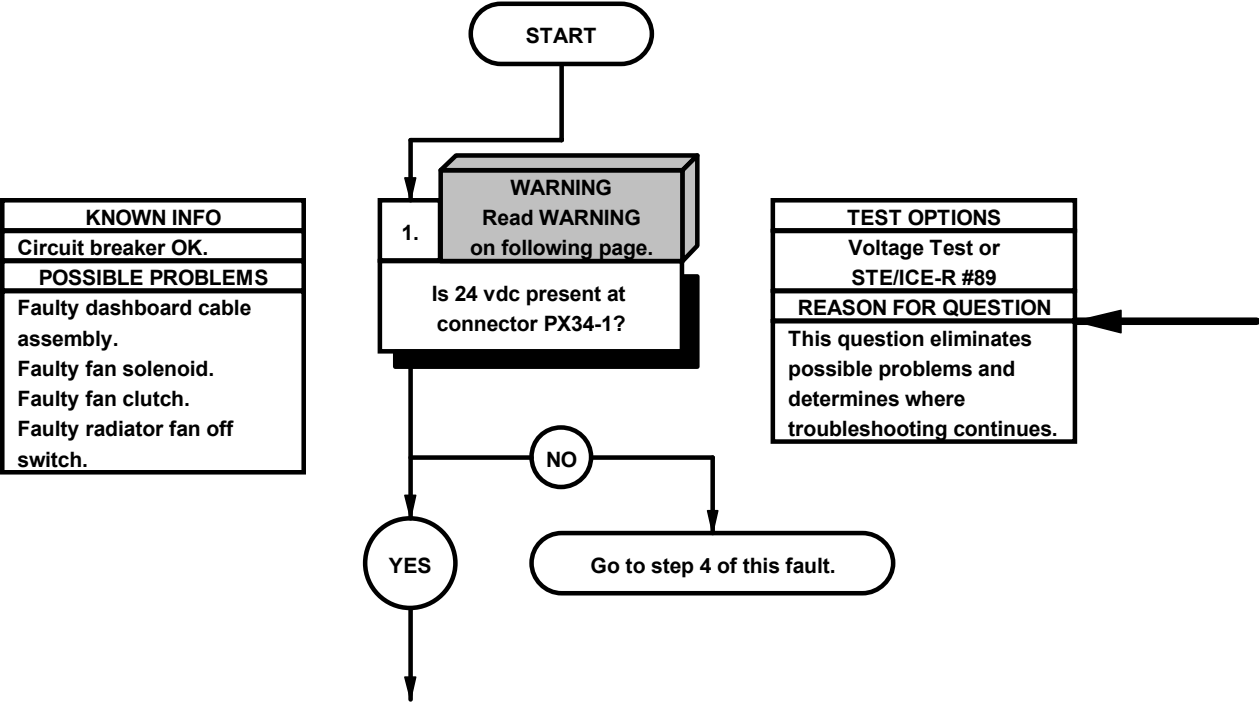 START
KNOWN INFO
Circuit breaker OK.
POSSIBLE PROBLEMS
Faulty dashboard cable
assembly.
Faulty fan solenoid.
Faulty fan clutch.
Faulty radiator fan off
switch.
1.
WARNING
Read WARNING
on following page.
Is 24 vdc present at
connector PX34-1?
TEST OPTIONS
Voltage Test or
STE/ICE-R #89
REASON FOR QUESTION
This question eliminates
possible problems and
determines where
troubleshooting continues.
NO
YES
Go to step 4 of this fault.